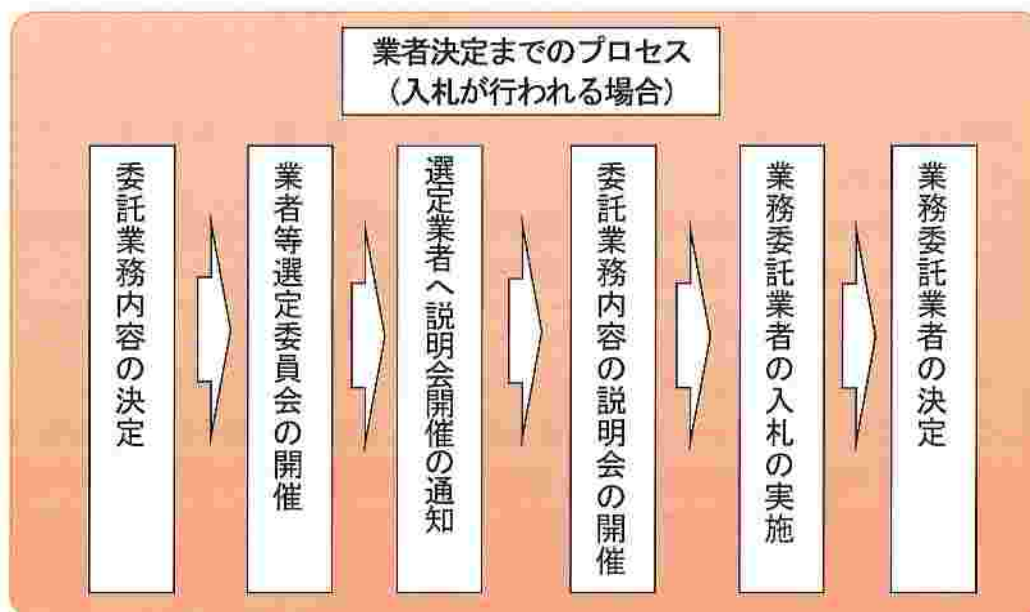 業者決定までのプロセス
（入札が行われる場合）
委託業務内容の決定
業者等選定委員会の開催
選定業者へ説明会開催の通知
委託業務内容の説明会の開催
業務委託業者の入札の実施
業務委託業者の決定